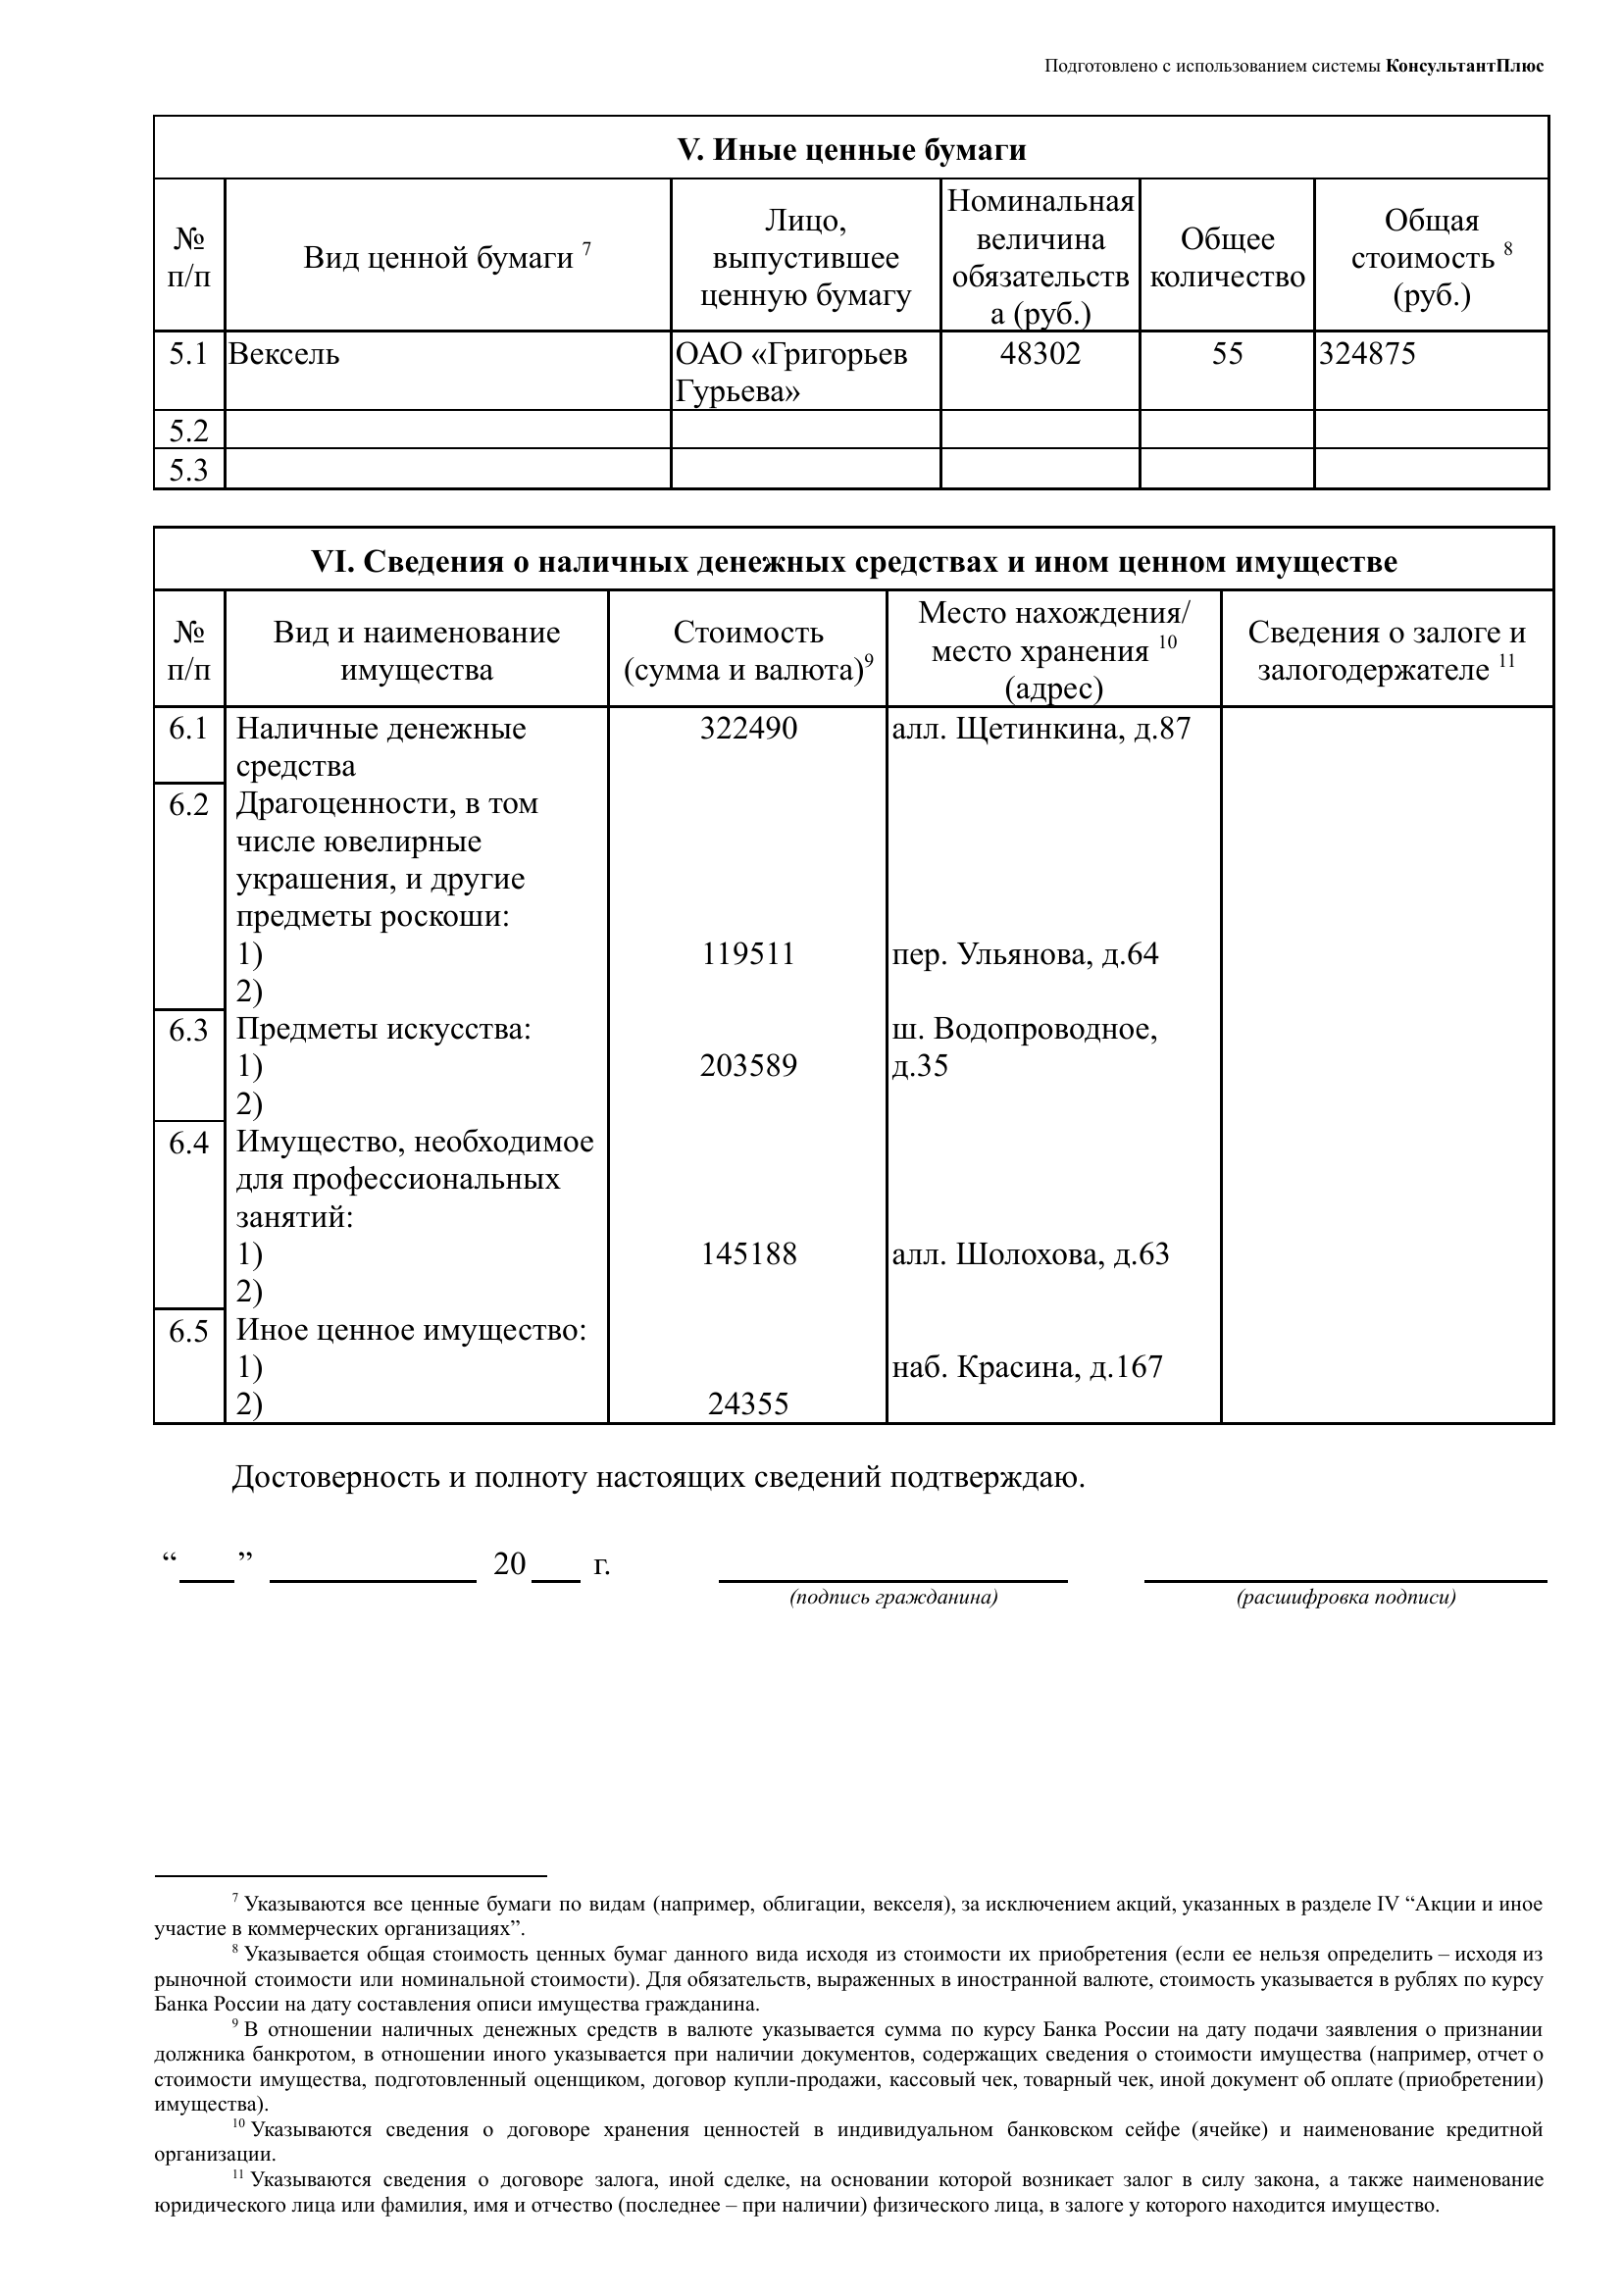 Подготовлено с использованием системы КонсультантПлюс
V. Иные ценные бумаги
№
п/п
Вид ценной бумаги 7
Лицо,
выпустившее
ценную бумагу
Номинальная
величина
обязательств
а (руб.)
Общее
количество
Общая
стоимость 8
(руб.)
5.1 Вексель ОАО «Григорьев 48302 55 324875
Гурьева»
5.2
5.3
VI. Сведения о наличных денежных средствах и ином ценном имуществе
№
п/п
Вид и наименование
имущества
Стоимость
(сумма и валюта)9
Место нахождения/
место хранения 10
(адрес)
Сведения о залоге и
залогодержателе 11
6.1 Наличные денежные 322490 алл. Щетинкина, д.87
средства
6.2 Драгоценности, в том
числе ювелирные
украшения, и другие
предметы роскоши:
1) 119511 пер. Ульянова, д.64
2)
6.3 Предметы искусства: ш. Водопроводное,
1) 203589 д.35
2)
6.4 Имущество, необходимое
для профессиональных
занятий:
1) 145188 алл. Шолохова, д.63
2)
6.5 Иное ценное имущество:
1) наб. Красина, д.167
2) 24355
Достоверность и полноту настоящих сведений подтверждаю.
“ ” 20 г.
(подпись гражданина) (расшифровка подписи)
7 Указываются все ценные бумаги по видам (например, облигации, векселя), за исключением акций, указанных в разделе IV “Акции и иное
участие в коммерческих организациях”.
8 Указывается общая стоимость ценных бумаг данного вида исходя из стоимости их приобретения (если ее нельзя определить – исходя из
рыночной стоимости или номинальной стоимости). Для обязательств, выраженных в иностранной валюте, стоимость указывается в рублях по курсу
Банка России на дату составления описи имущества гражданина.
9 В отношении наличных денежных средств в валюте указывается сумма по курсу Банка России на дату подачи заявления о признании
должника банкротом, в отношении иного указывается при наличии документов, содержащих сведения о стоимости имущества (например, отчет о
стоимости имущества, подготовленный оценщиком, договор купли-продажи, кассовый чек, товарный чек, иной документ об оплате (приобретении)
имущества).
10 Указываются сведения о договоре хранения ценностей в индивидуальном банковском сейфе (ячейке) и наименование кредитной
организации.
11 Указываются сведения о договоре залога, иной сделке, на основании которой возникает залог в силу закона, а также наименование
юридического лица или фамилия, имя и отчество (последнее – при наличии) физического лица, в залоге у которого находится имущество.